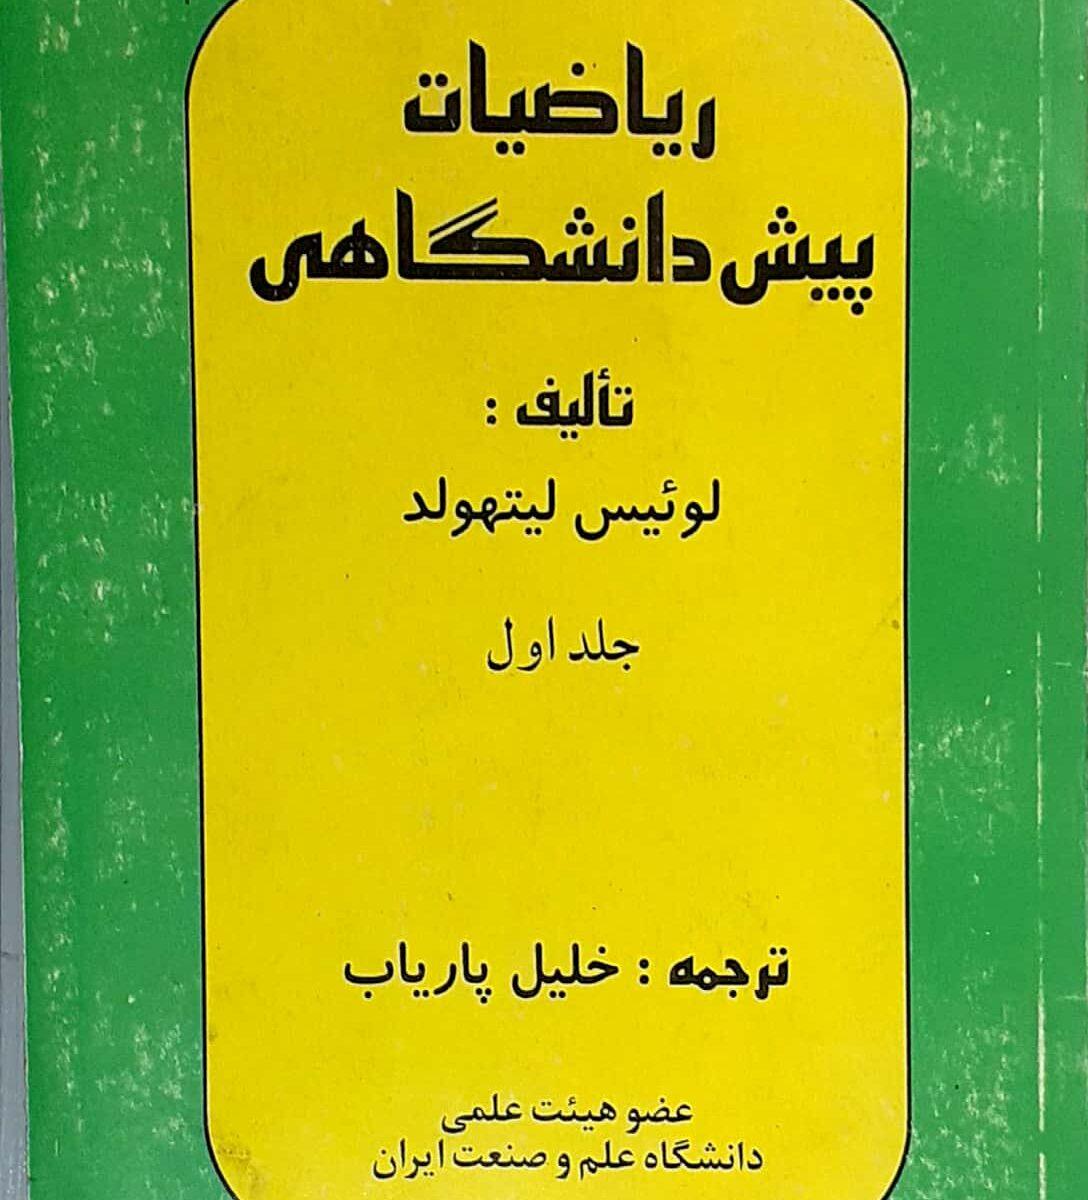 ریاضیات
پیش دانشگاهی
تألیف :
لوئیس لیتهولد
جلد اول
ترجمه : خلیل پاریاب
عضو هیئت علمی
دانشگاه علم و صنعت ایران